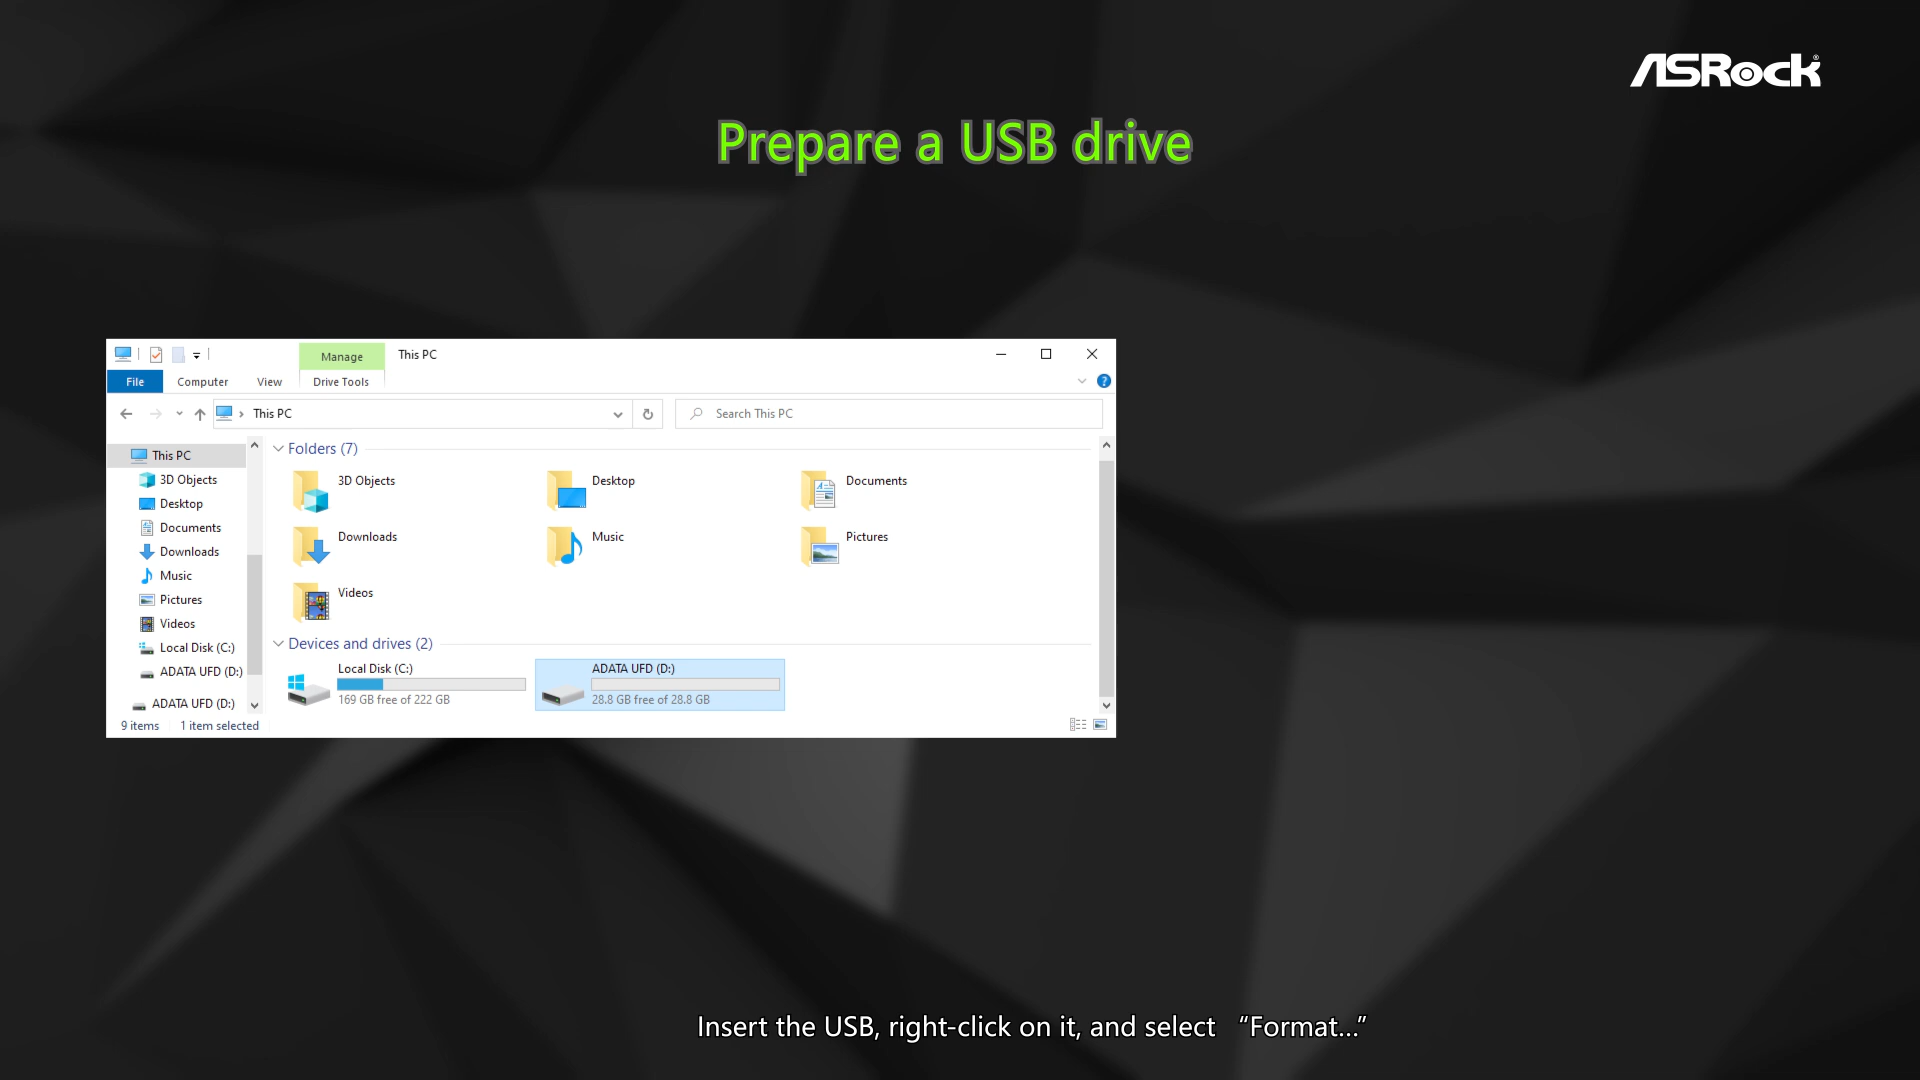 ASRock
Prepare a USB drive
Manage
This PC
File
Computer
View
Drive Tools
This PC
Search This PC
This PC
3D Objects
Desktop
Documents
Downloads
Music
Pictures
Videos
Local Disk (C:)
ADATA UFD (D:)
ADATA UFD (D:)
Folders (7)
3D Objects
Desktop
Documents
Downloads
Music
Pictures
Videos
Devices and drives (2)
Local Disk (C:)
169 GB free of 222 GB
ADATA UFD (D:)
28.8 GB free of 28.8 GB
9 items
1 item selected
Insert the USB, right-click on it, and select “Format...”